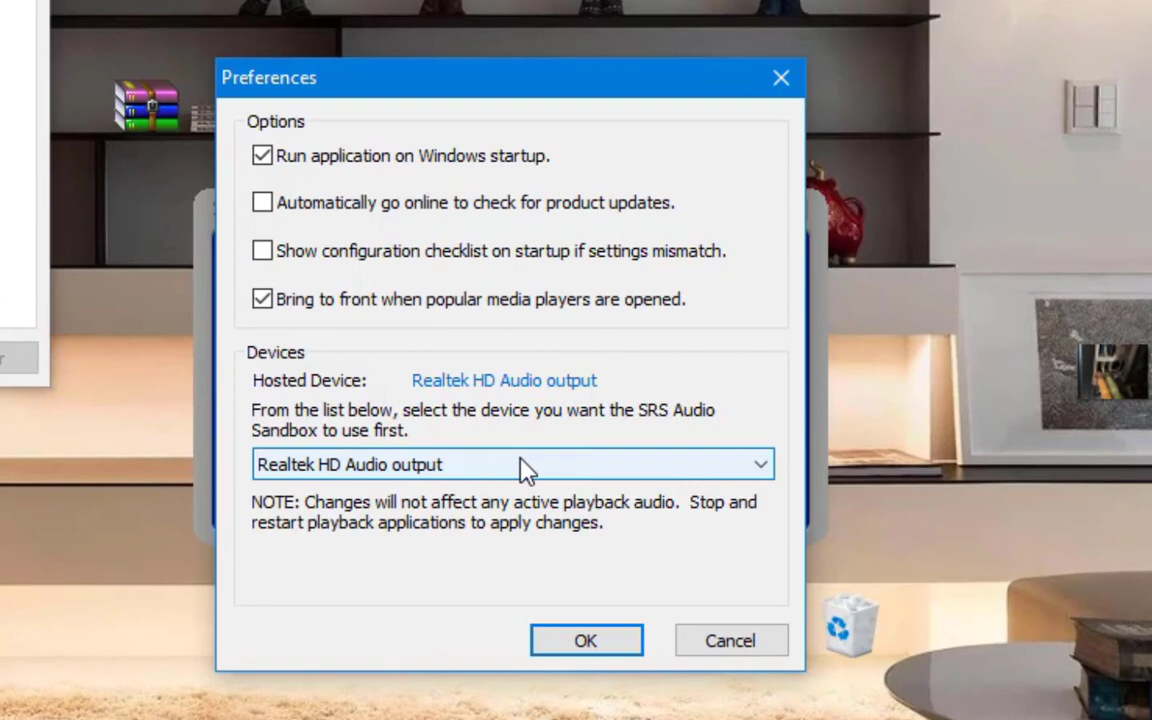 Preferences
Options
Run application on Windows startup.
Automatically go online to check for product updates.
Show configuration checklist on startup if settings mismatch.
Bring to front when popular media players are opened.
Devices
Hosted Device: Realtek HD Audio output
From the list below, select the device you want the SRS Audio
Sandbox to use first.
Realtek HD Audio output
NOTE: Changes will not affect any active playback audio. Stop and
restart playback applications to apply changes.
OK Cancel